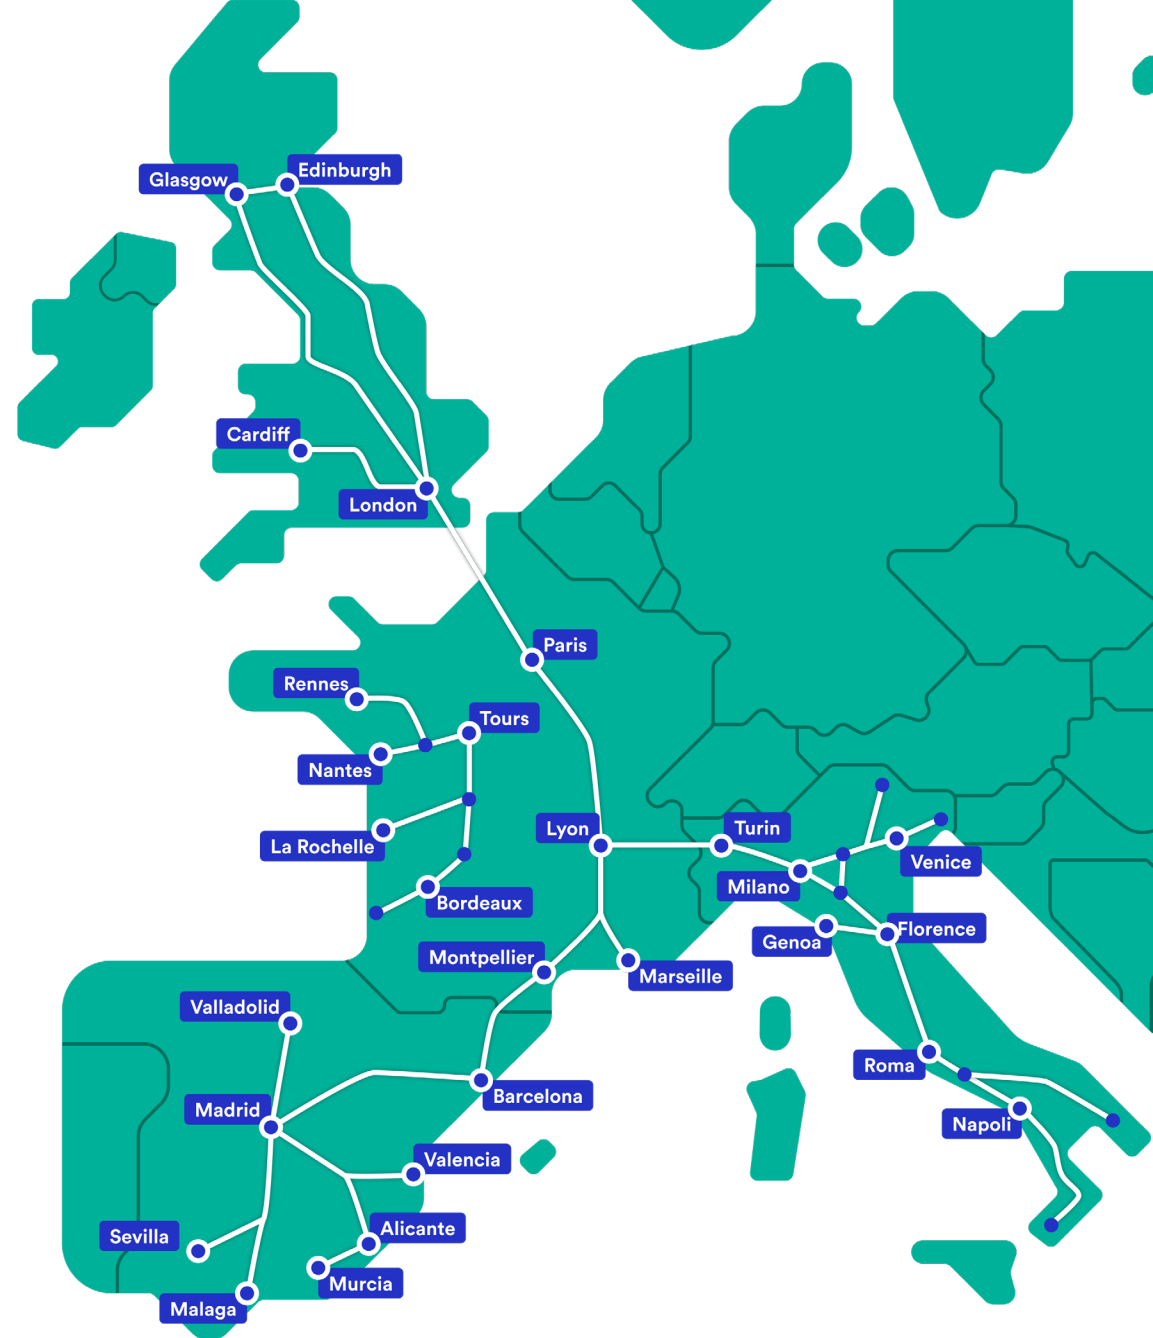 Edinburgh
Glasgow
Cardiff
London
Paris
Rennes
Tours
Nantes
Lyon
Turin
La Rochelle
Venice
Milano
Bordeaux
Florence
Genoa
Montpellier
Marseille
Valladolid
Roma
Barcelona
Madrid
Napoli
Valencia
Alicante
Sevilla
Murcia
Malaga